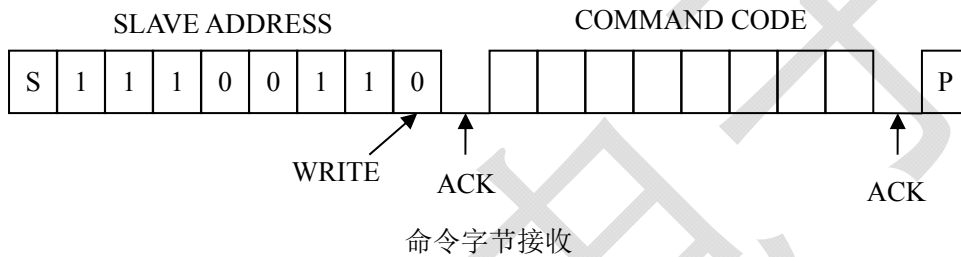 SLAVE ADDRESS COMMAND CODE
S 1 1 1 0 0 1 1 0 P
WRITE ACK ACK
命令字节接收